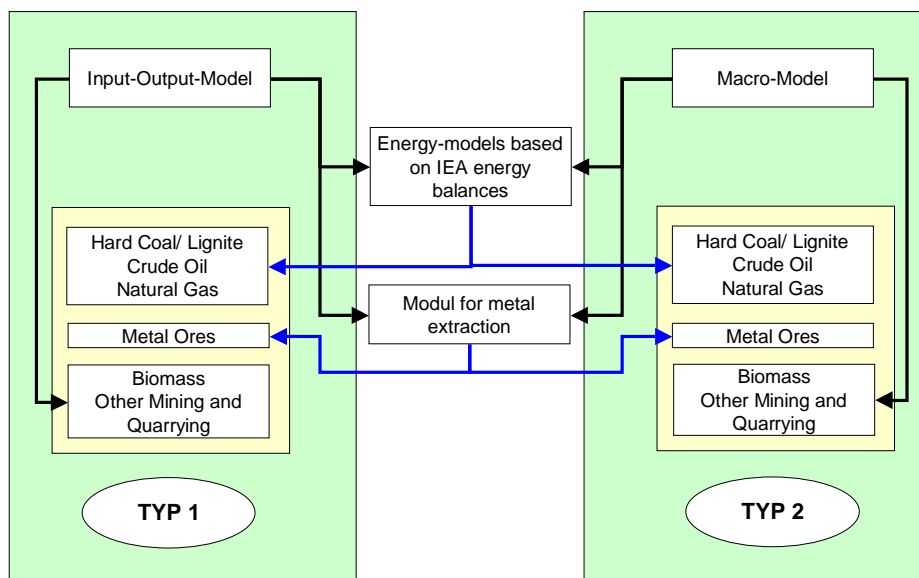 Input-Output-Model
Macro-Model
Energy-models based
on IEA energy
balances
Hard Coal/ Lignite
Crude Oil
Natural Gas
Hard Coal/ Lignite
Crude Oil
Natural Gas
Modul for metal
extraction
Metal Ores
Metal Ores
Biomass
Other Mining and
Quarrying
Biomass
Other Mining and
Quarrying
TYP 1
TYP 2